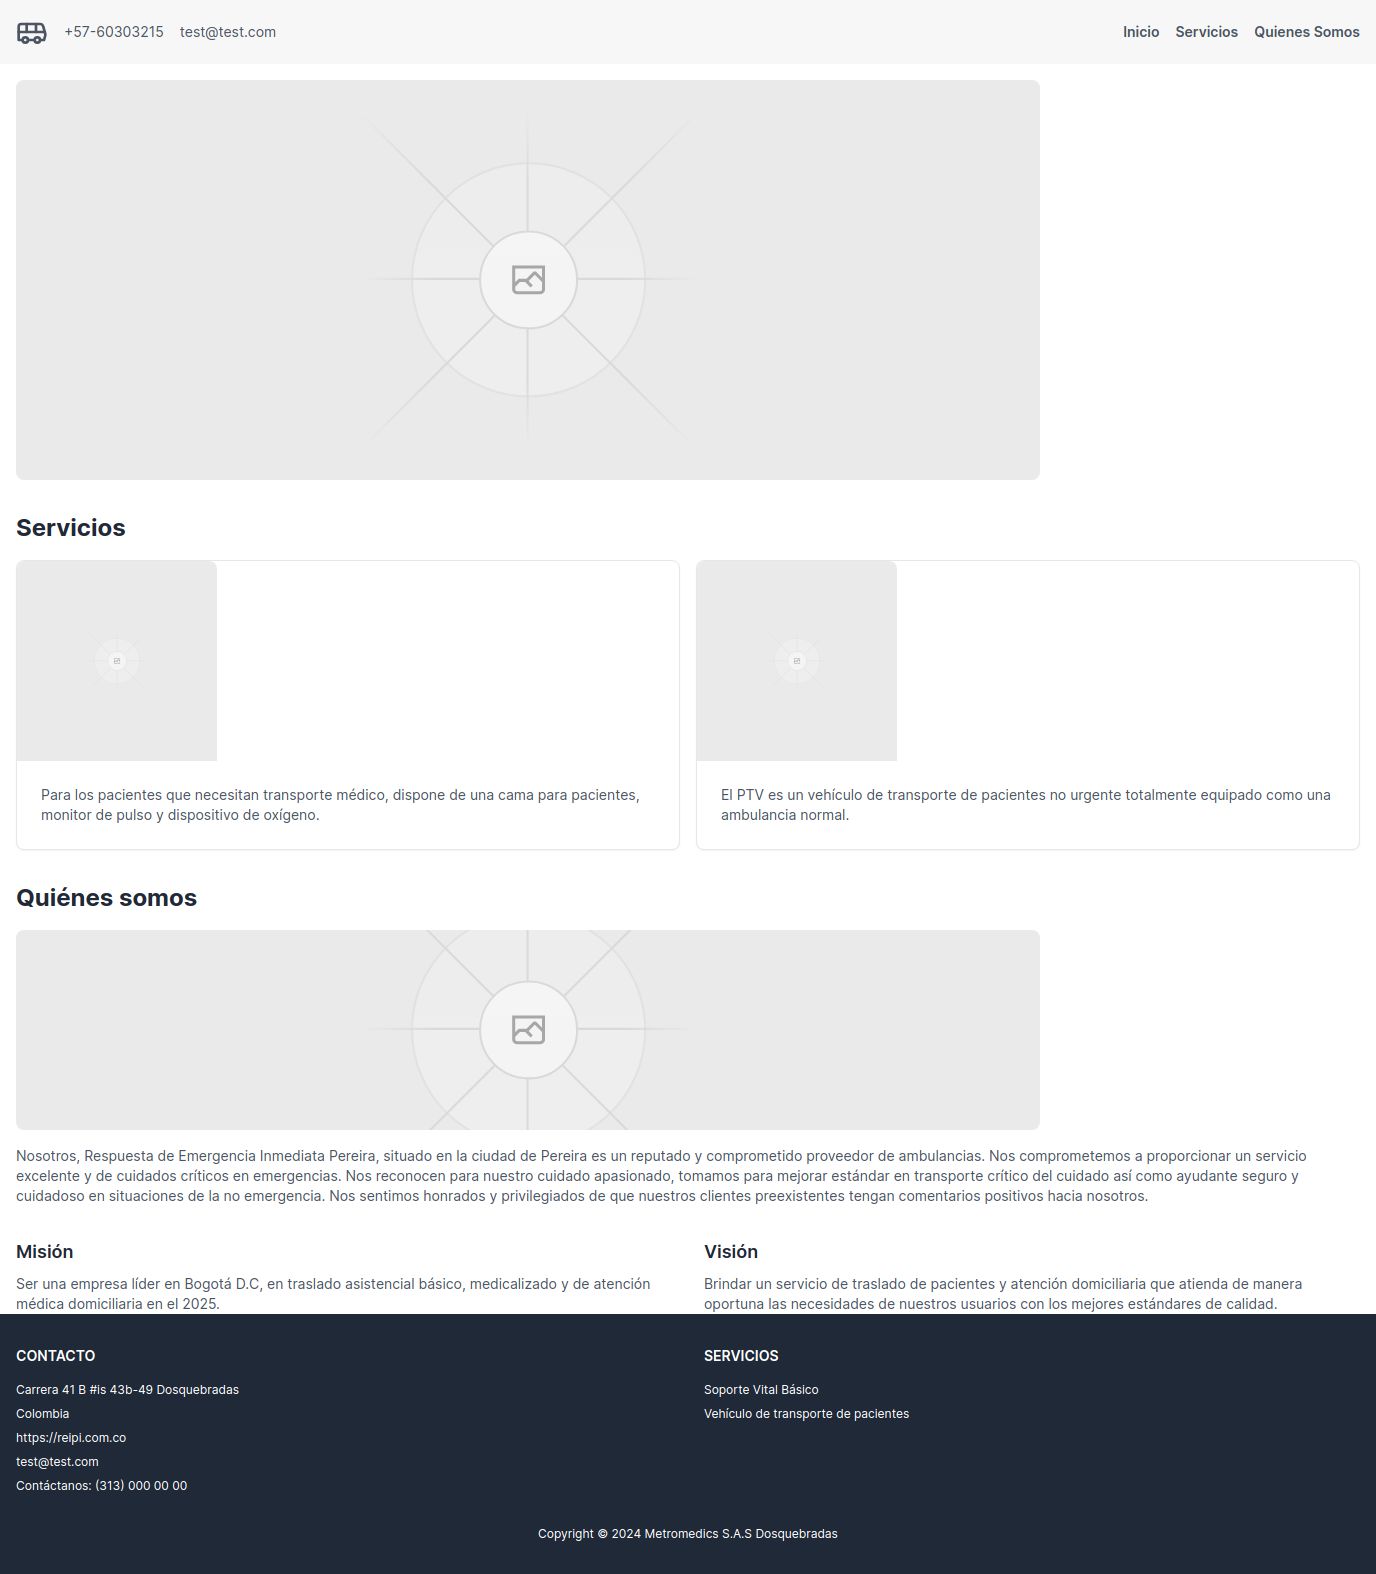 +57-60303215 test@test.com Inicio Servicios Quienes Somos
Servicios
Para los pacientes que necesitan transporte médico, dispone de una cama para pacientes,
monitor de pulso y dispositivo de oxígeno.
El PTV es un vehículo de transporte de pacientes no urgente totalmente equipado como una
ambulancia normal.
Quiénes somos
Nosotros, Respuesta de Emergencia Inmediata Pereira, situado en la ciudad de Pereira es un reputado y comprometido proveedor de ambulancias. Nos comprometemos a proporcionar un servicio
excelente y de cuidados críticos en emergencias. Nos reconocen para nuestro cuidado apasionado, tomamos para mejorar estándar en transporte crítico del cuidado así como ayudante seguro y
cuidadoso en situaciones de la no emergencia. Nos sentimos honrados y privilegiados de que nuestros clientes preexistentes tengan comentarios positivos hacia nosotros.
Misión
Ser una empresa líder en Bogotá D.C, en traslado asistencial básico, medicalizado y de atención
médica domiciliaria en el 2025.
Visión
Brindar un servicio de traslado de pacientes y atención domiciliaria que atienda de manera
oportuna las necesidades de nuestros usuarios con los mejores estándares de calidad.
CONTACTO
Carrera 41 B #is 43b-49 Dosquebradas
Colombia
https://reipi.com.co
test@test.com
Contáctanos: (313) 000 00 00
SERVICIOS
Soporte Vital Básico
Vehículo de transporte de pacientes
Copyright © 2024 Metromedics S.A.S Dosquebradas